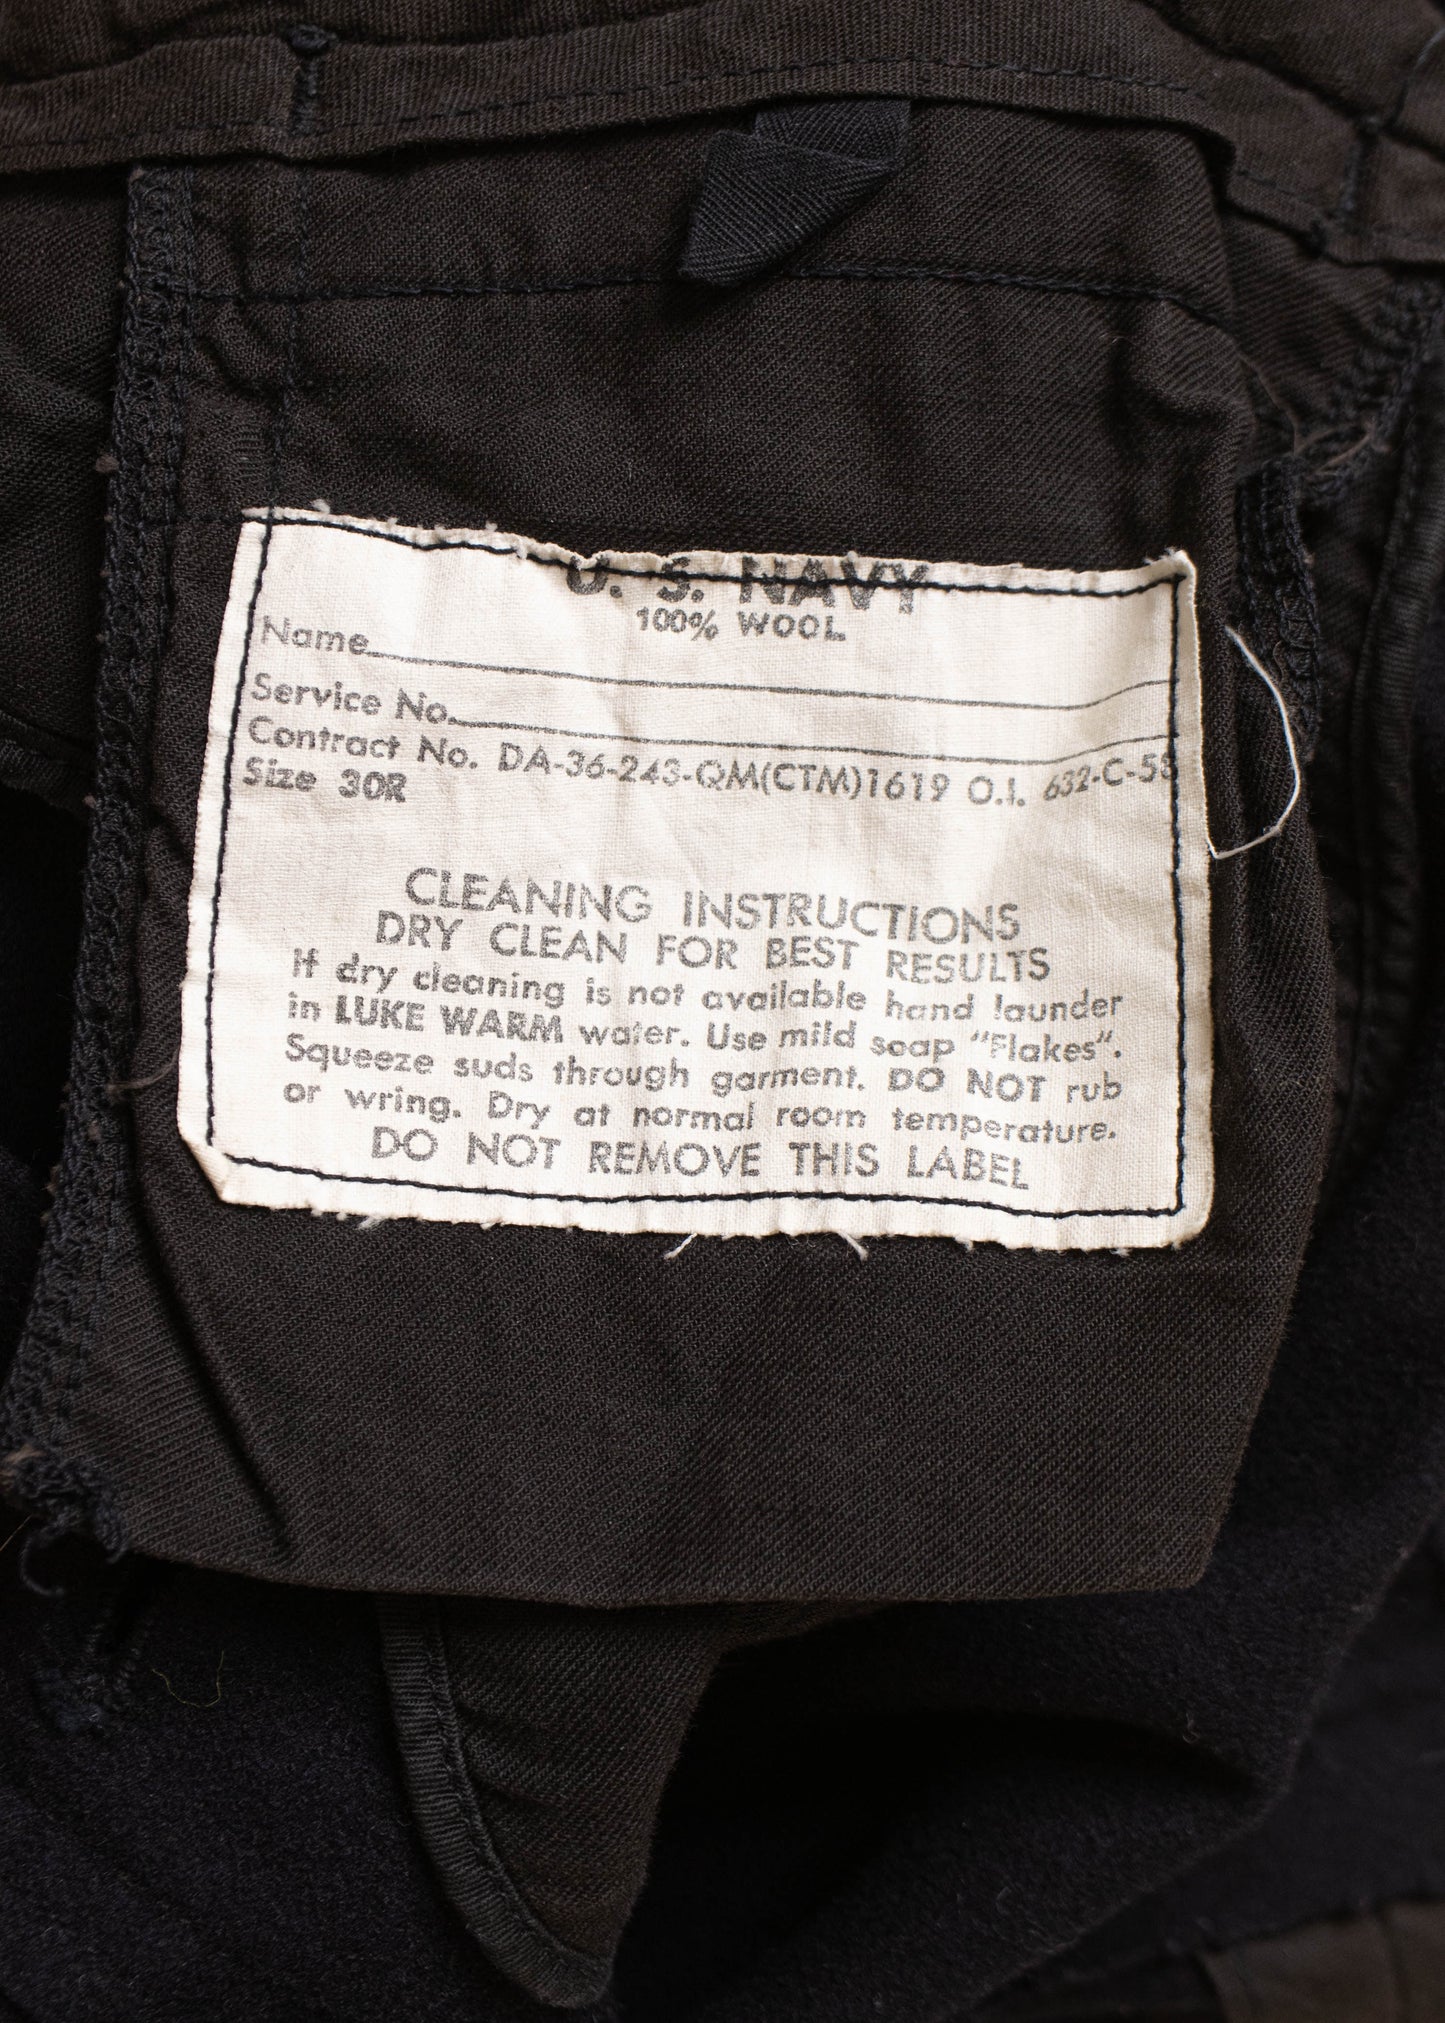 U. S. NAVY
100% WOOL
Name
Service No.
Contract No. DA-36-243-QM(CTM)1619 O.I. 632-C-58
Size 30R
CLEANING INSTRUCTIONS
DRY CLEAN FOR BEST RESULTS
If dry cleaning is not available hand launder
in LUKE WARM water. Use mild soap "Flakes".
Squeeze suds through garment. DO NOT rub
or wring. Dry at normal room temperature.
DO NOT REMOVE THIS LABEL